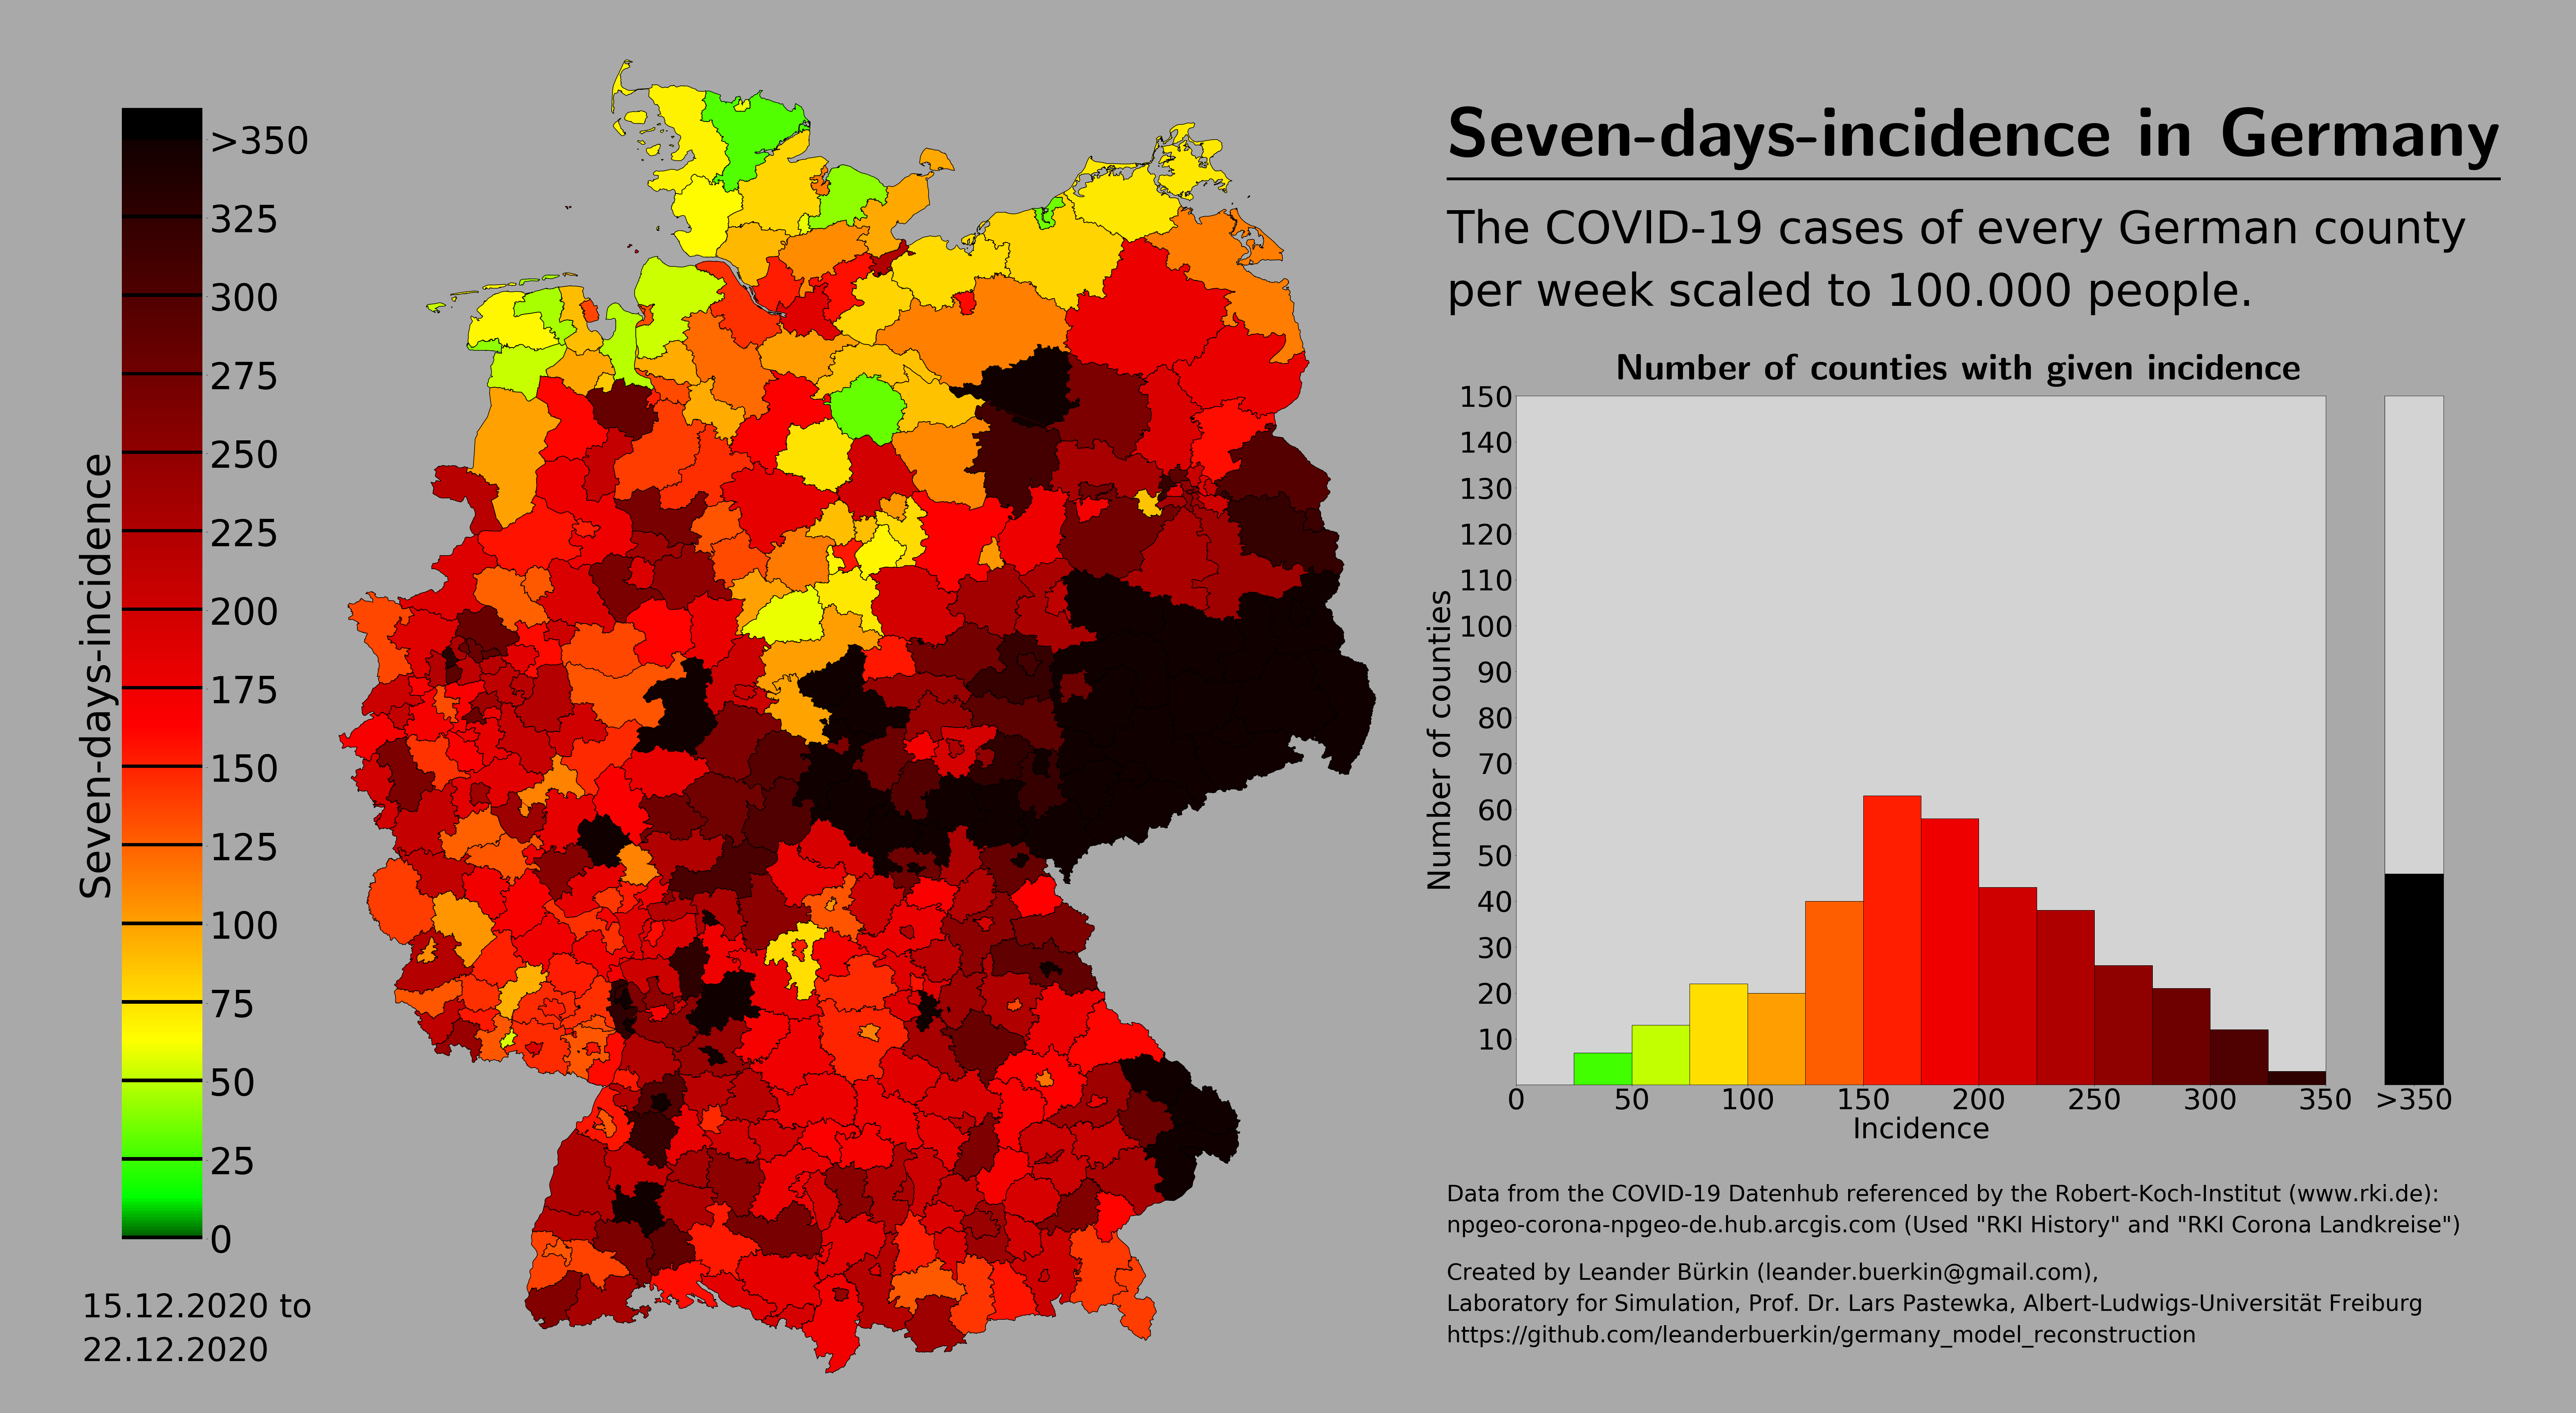 Seven-days-incidence in Germany
The COVID-19 cases of every German county
per week scaled to 100.000 people.
Seven-days-incidence
>350
325
300
275
250
225
200
175
150
125
100
75
50
25
0
15.12.2020 to
22.12.2020
Number of counties with given incidence
Number of counties
150
140
130
120
110
100
90
80
70
60
50
40
30
20
10
0 50 100 150 200 250 300 350 >350
Incidence
Data from the COVID-19 Datenhub referenced by the Robert-Koch-Institut (www.rki.de):
npgeo-corona-npgeo-de.hub.arcgis.com (Used "RKI History" and "RKI Corona Landkreise")
Created by Leander Bürkin (leander.buerkin@gmail.com),
Laboratory for Simulation, Prof. Dr. Lars Pastewka, Albert-Ludwigs-Universität Freiburg
https://github.com/leanderbuerkin/germany_model_reconstruction